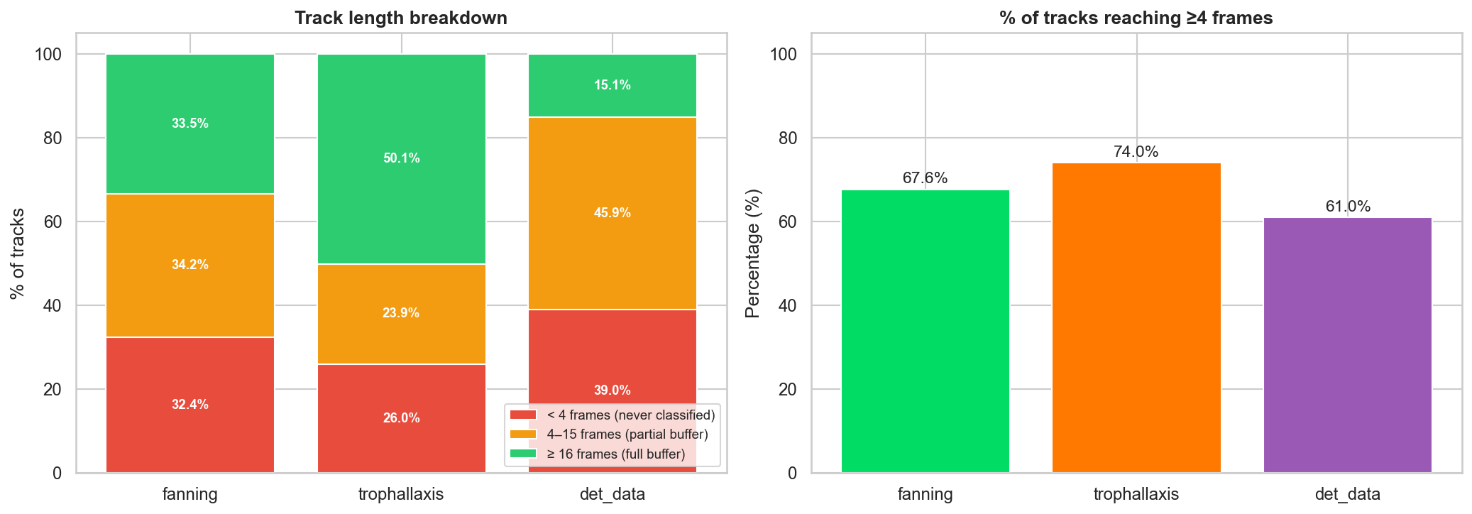 Track length breakdown
% of tracks
100
80
60
40
20
0
33.5%
34.2%
32.4%
50.1%
23.9%
26.0%
15.1%
45.9%
39.0%
< 4 frames (never classified)
4–15 frames (partial buffer)
≥ 16 frames (full buffer)
fanning
trophallaxis
det_data
% of tracks reaching ≥4 frames
Percentage (%)
100
80
60
40
20
0
67.6%
74.0%
61.0%
fanning
trophallaxis
det_data